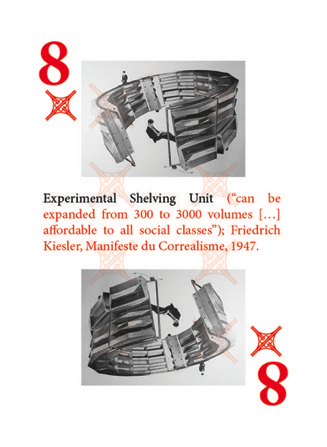 8
Experimental Shelving Unit (“can be
expanded from 300 to 3000 volumes […]
affordable to all social classes”); Friedrich
Kiesler, Manifeste du Correalisme, 1947.
8